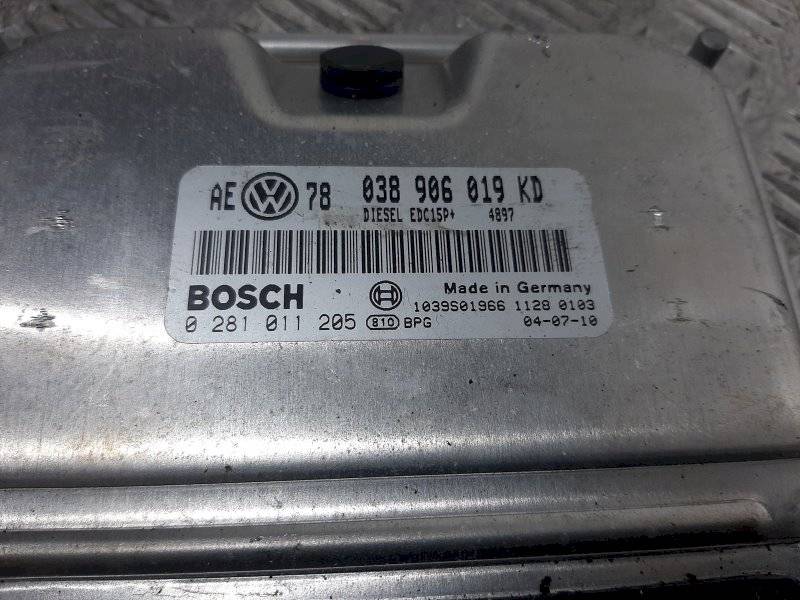 AE VW 78 038 906 019 KD
DIESEL EDC15P+ 4897
BOSCH Made in Germany
1039S01966 1128 0103
0 281 011 205 810 BPG 04-07-10